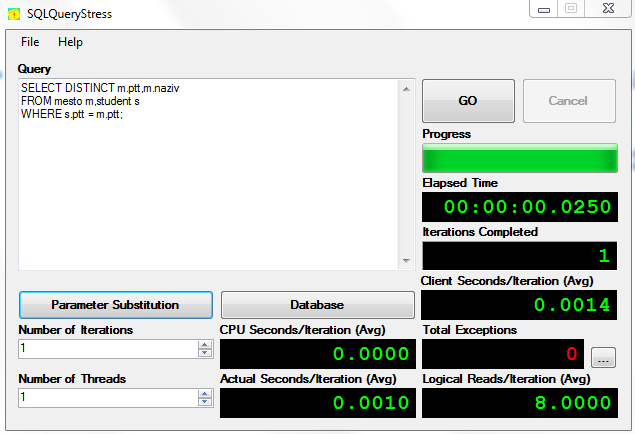 SQLQueryStress
File Help
Query
SELECT DISTINCT m.ptt,m.naziv
FROM mesto m,student s
WHERE s.ptt = m.ptt;
GO Cancel
Progress
Elapsed Time
00:00:00.0250
Iterations Completed
1
Client Seconds/Iteration (Avg)
0.0014
Parameter Substitution Database
Number of Iterations CPU Seconds/Iteration (Avg) Total Exceptions
1 0.0000 0 ...
Number of Threads Actual Seconds/Iteration (Avg) Logical Reads/Iteration (Avg)
1 0.0010 8.0000